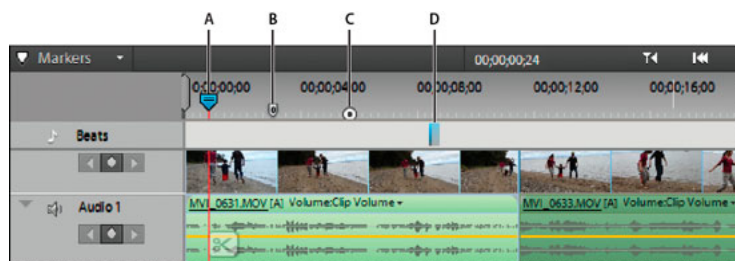 A B C D
Markers
00;00;00;24
0;00;00;00 00;00;04;00 00;00;08;00 00;00;12;00 00;00;16;00
Beats
Audio 1
MVI_0631.MOV [A] Volume:Clip Volume
MVI_0633.MOV [A] Volume:Clip Volume